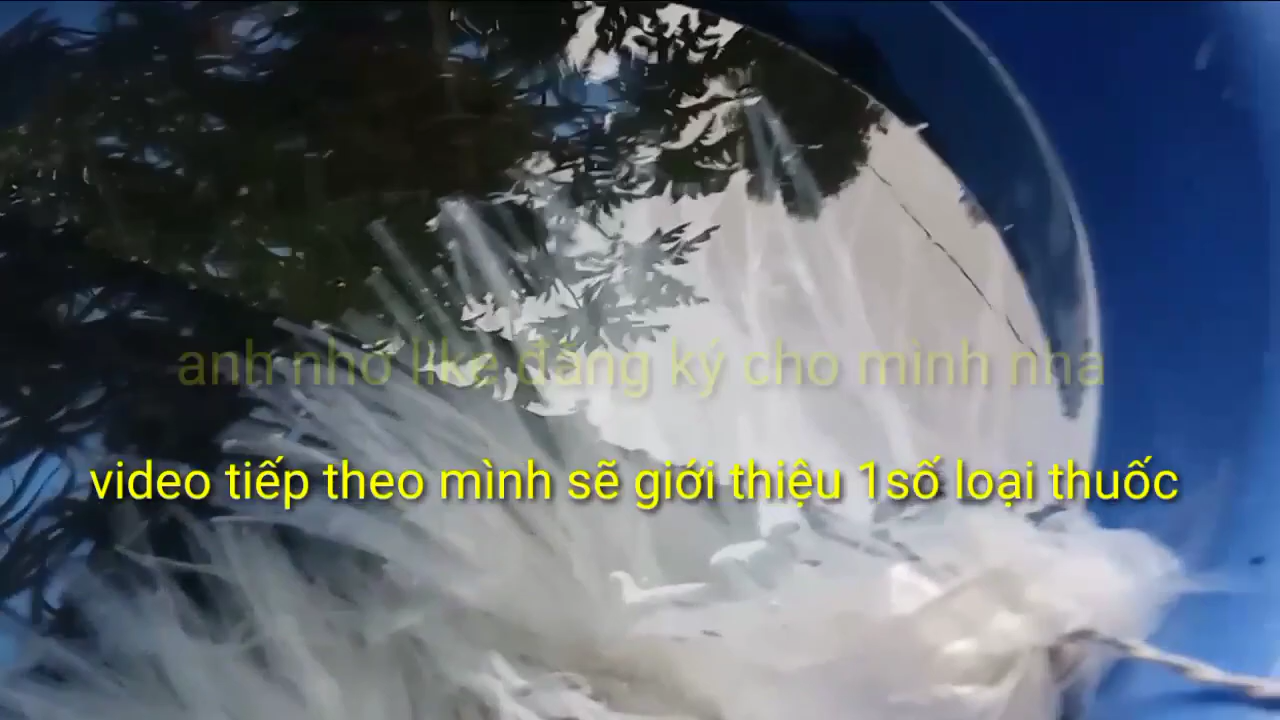 anh nhớ like đăng ký cho mình nha
video tiếp theo mình sẽ giới thiệu 1số loại thuốc